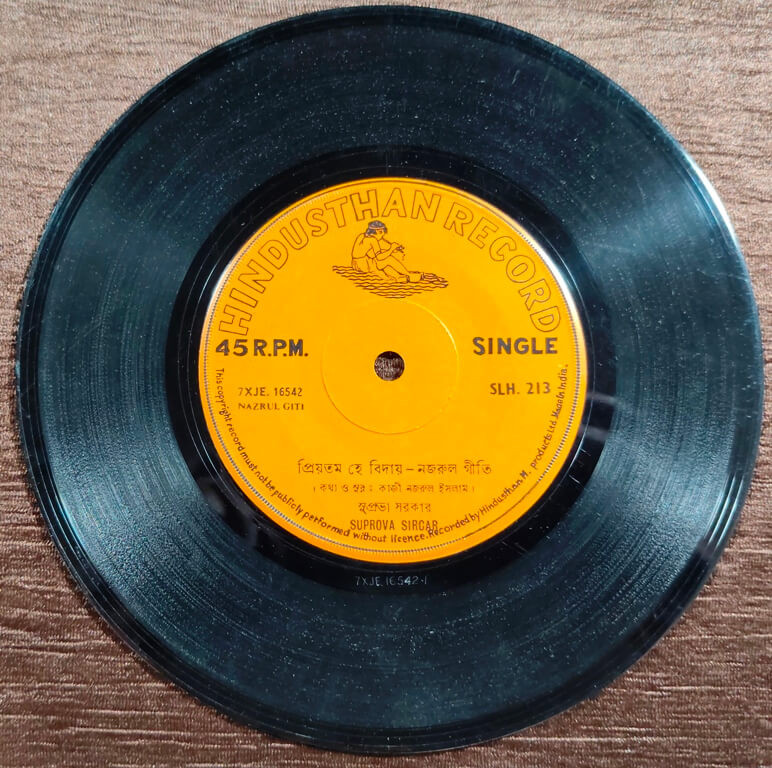 HINDUSTHAN RECORD
45 R.P.M.
SINGLE
7XJE. 16542
SLH. 213
NAZRUL GITI
প্রিয়তম হে বিদায় – নজরুল গীতি
( কথা ও সুর : কাজী নজরুল ইসলাম )
সুপ্রভা সরকার
SUPROVA SIRCAR
This copyright record must not be publicly performed without licence. Recorded by Hindusthan M. products Ltd. Made in India.
7XJE.16542-1